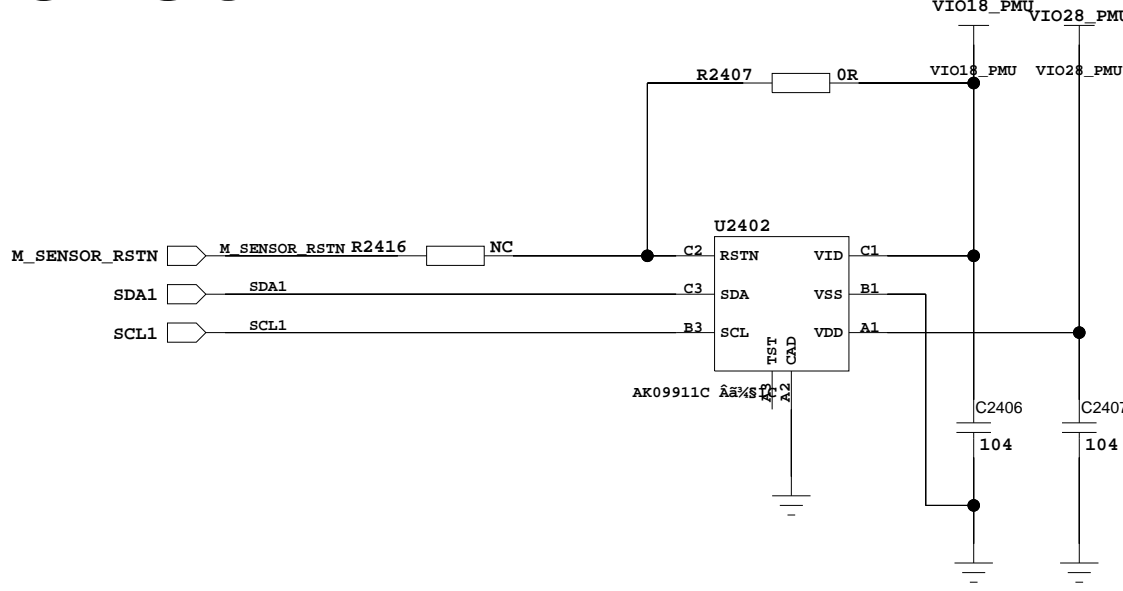 VIO18_PMU
VIO28_PMU
R2407 0R
VIO18_PMU VIO28_PMU
U2402
M_SENSOR_RSTN M_SENSOR_RSTN R2416 NC C2 RSTN VID C1
SDA1 SDA1 C3 SDA VSS B1
SCL1 SCL1 B3 SCL VDD A1
TST CAD
AK09911C A3 A2
C2406 C2407
104 104